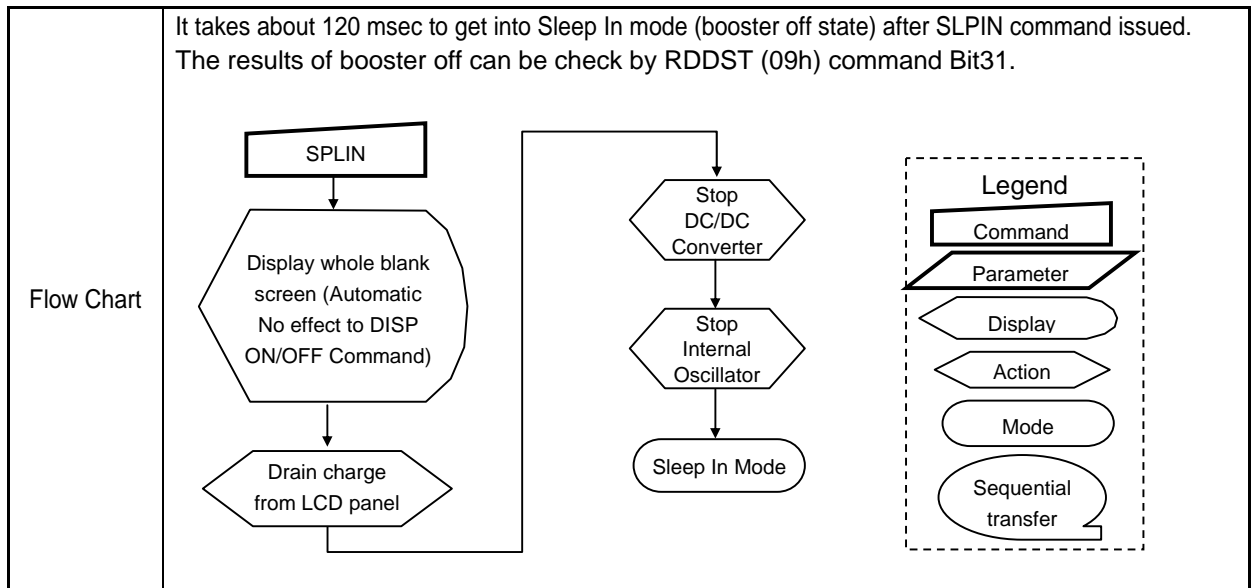 It takes about 120 msec to get into Sleep In mode (booster off state) after SLPIN command issued.
The results of booster off can be check by RDDST (09h) command Bit31.
Flow Chart
SPLIN
Display whole blank
screen (Automatic
No effect to DISP
ON/OFF Command)
Drain charge
from LCD panel
Stop
DC/DC
Converter
Stop
Internal
Oscillator
Sleep In Mode
Legend
Command
Parameter
Display
Action
Mode
Sequential
transfer